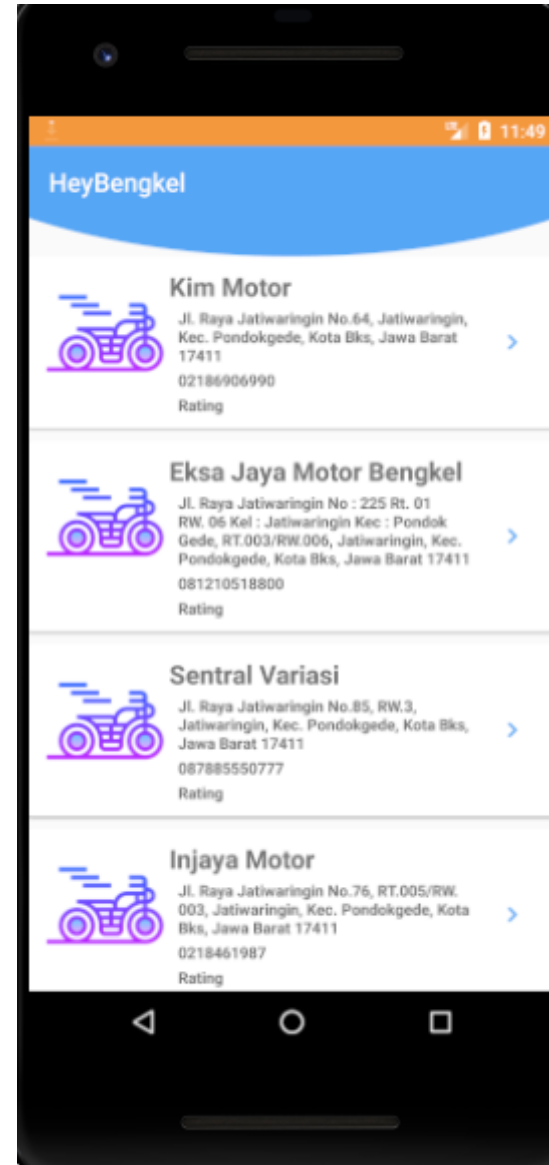 11:49
HeyBengkel
Kim Motor
Jl. Raya Jatiwaringin No.64, Jatiwaringin,
Kec. Pondokgede, Kota Bks, Jawa Barat
17411
02186906990
Rating
Eksa Jaya Motor Bengkel
Jl. Raya Jatiwaringin No : 225 Rt. 01
RW. 06 Kel : Jatiwaringin Kec : Pondok
Gede, RT.003/RW.006, Jatiwaringin, Kec.
Pondokgede, Kota Bks, Jawa Barat 17411
081210518800
Rating
Sentral Variasi
Jl. Raya Jatiwaringin No.85, RW.3,
Jatiwaringin, Kec. Pondokgede, Kota Bks,
Jawa Barat 17411
087885550777
Rating
Injaya Motor
Jl. Raya Jatiwaringin No.76, RT.005/RW.
003, Jatiwaringin, Kec. Pondokgede, Kota
Bks, Jawa Barat 17411
0218461987
Rating